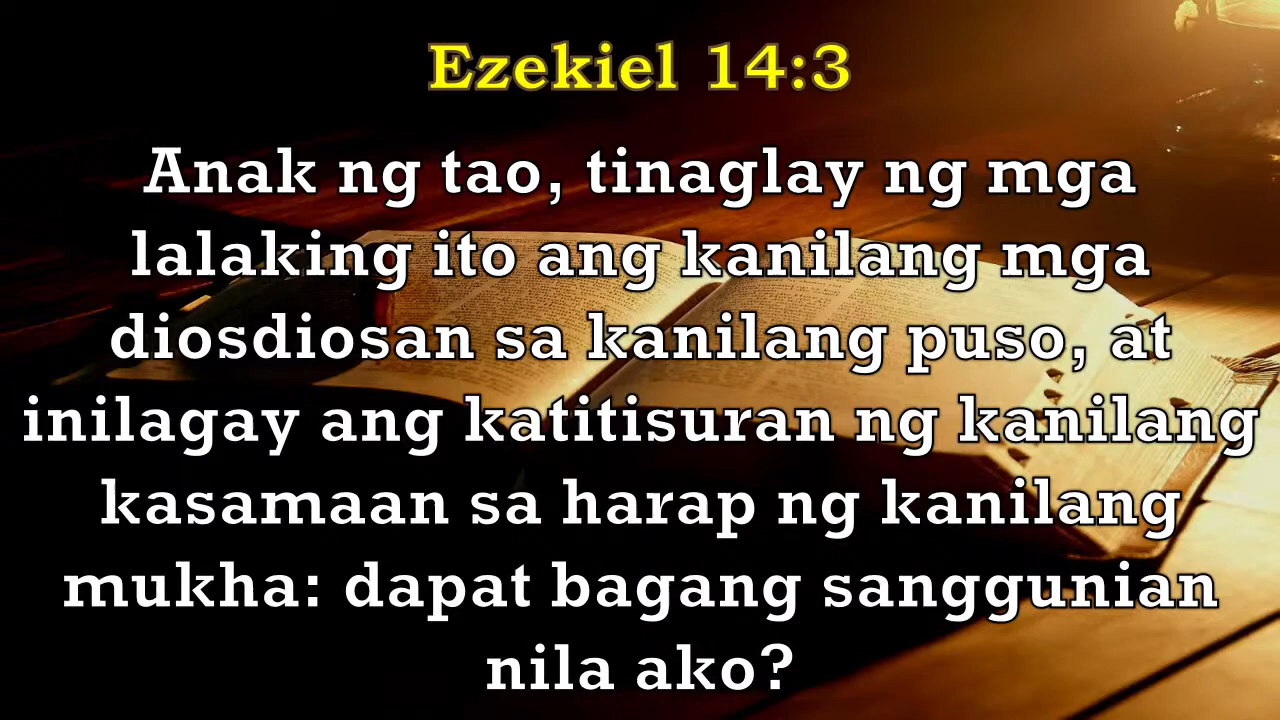 Ezekiel 14:3
Anak ng tao, tinaglay ng mga
lalaking ito ang kanilang mga
diosdiosan sa kanilang puso, at
inilagay ang katitisuran ng kanilang
kasamaan sa harap ng kanilang
mukha: dapat bagang sanggunian
nila ako?